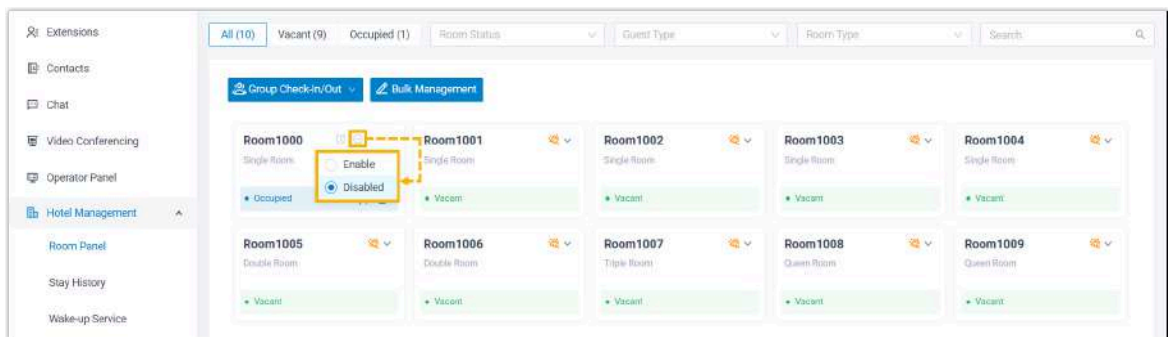 Extensions
Contacts
Chat
Video Conferencing
Operator Panel
Hotel Management
Room Panel
Stay History
Wake-up Service
All (10) Vacant (9) Occupied (1) Room Status Guest Type Room Type Search
Group Check-In/Out Bulk Management
Room1000 Room1001 Room1002 Room1003 Room1004
Single Room Single Room Single Room Single Room Single Room
Enable
Disabled
Occupied Vacant Vacant Vacant Vacant
Room1005 Room1006 Room1007 Room1008 Room1009
Double Room Double Room Triple Room Queen Room Queen Room
Vacant Vacant Vacant Vacant Vacant